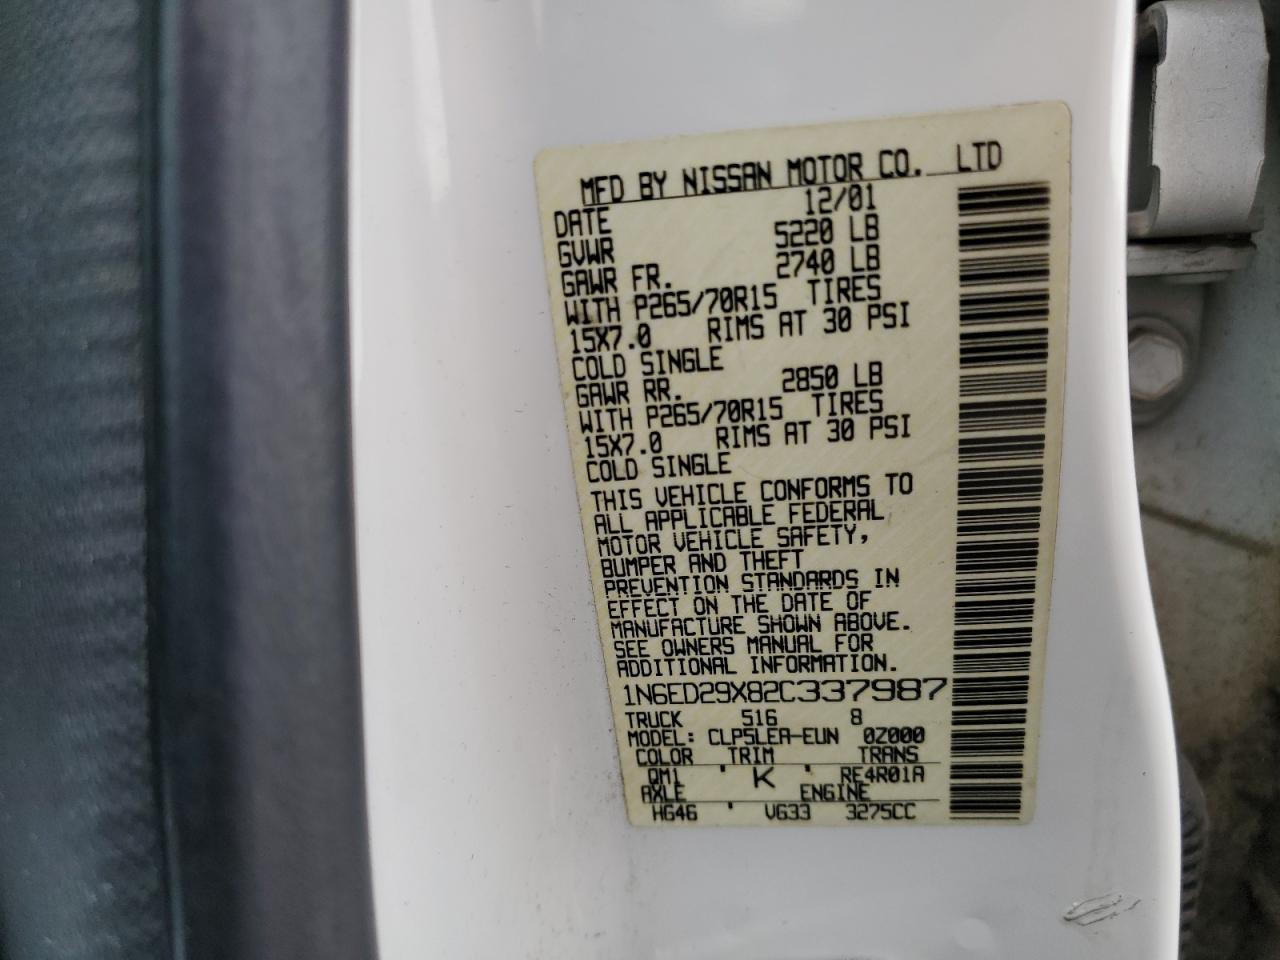 MFD BY NISSAN MOTOR CO. LTD
DATE 12/01
GVWR 5220 LB
GAWR FR. 2740 LB
WITH P265/70R15 TIRES
15X7.0 RIMS AT 30 PSI
COLD SINGLE
GAWR RR. 2850 LB
WITH P265/70R15 TIRES
15X7.0 RIMS AT 30 PSI
COLD SINGLE
THIS VEHICLE CONFORMS TO
ALL APPLICABLE FEDERAL
MOTOR VEHICLE SAFETY,
BUMPER AND THEFT
PREVENTION STANDARDS IN
EFFECT ON THE DATE OF
MANUFACTURE SHOWN ABOVE.
SEE OWNERS MANUAL FOR
ADDITIONAL INFORMATION.
1N6ED29X82C337987
TRUCK 516 8
MODEL: CLP5LEA-EUN 0Z000
COLOR TRIM TRANS
QM1 ' K ' RE4R01A
AXLE ENGINE
HG46 ' VG33 3275CC